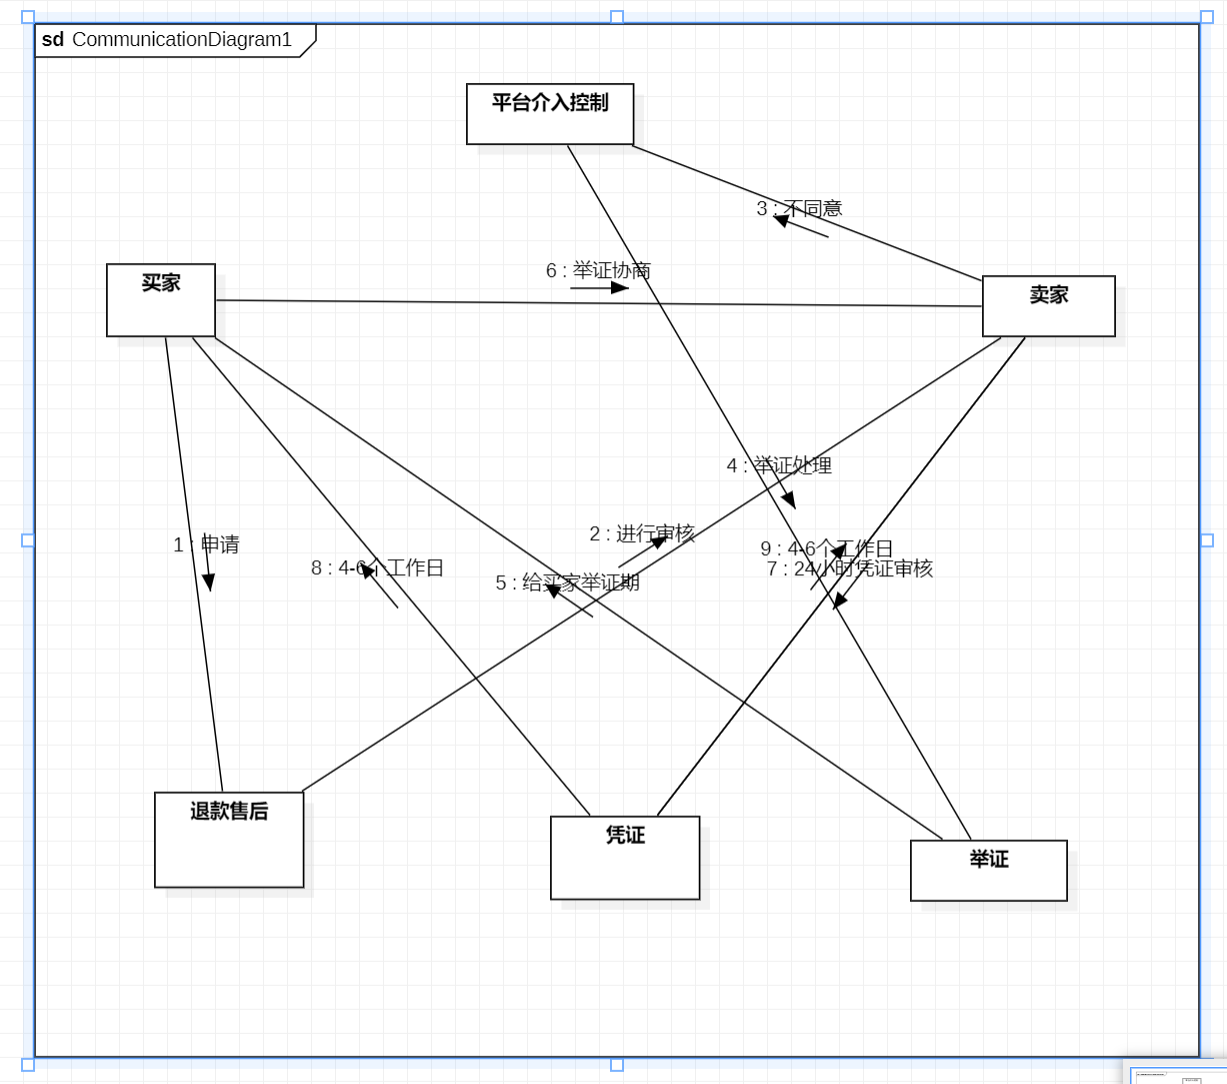 sd CommunicationDiagram1
平台介入控制
3 : 不同意
6 : 举证协商
买家
卖家
4 : 举证处理
2 : 进行审核
1 : 申请
9 : 4-6个工作日
8 : 4-6个工作日
7 : 24小时凭证审核
5 : 给买家举证期
退款售后
凭证
举证